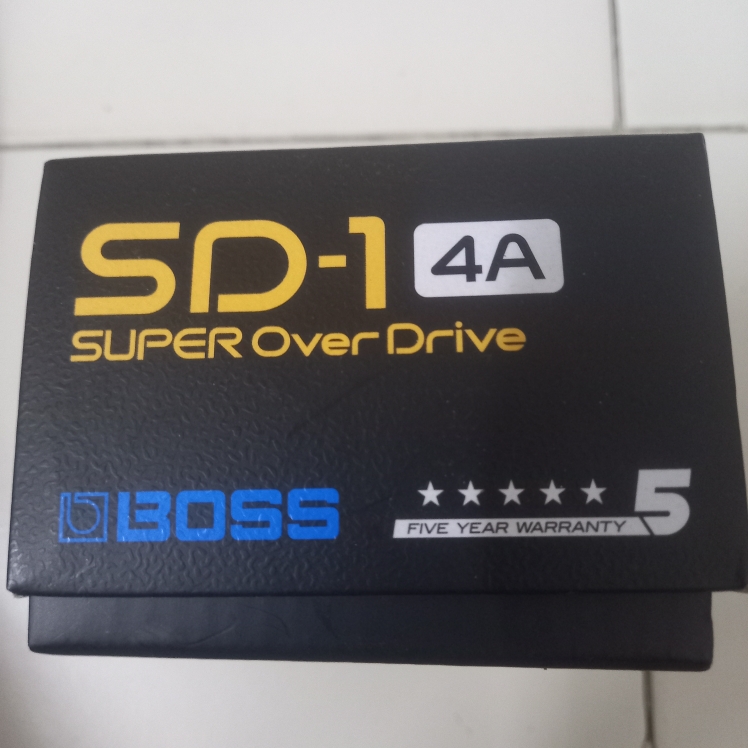 SD-1 4A
SUPER Over Drive
BOSS
5
FIVE YEAR WARRANTY